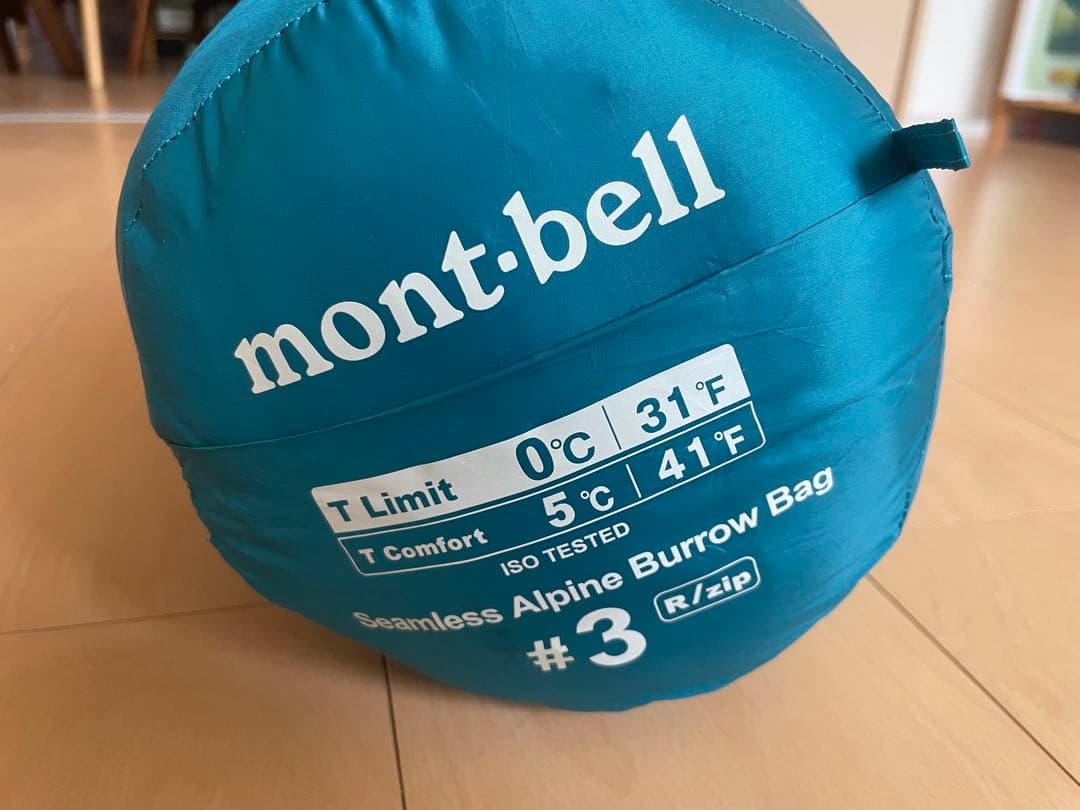 mont-bell
T Limit 0℃ | 31°F
T Comfort 5℃ | 41°F
ISO TESTED
Seamless Alpine Burrow Bag
#3 R/zip